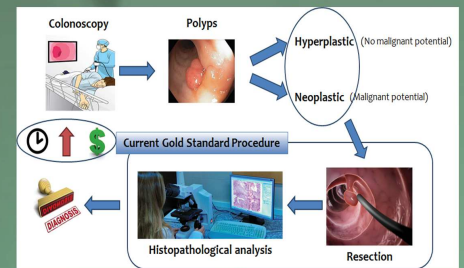 Colonoscopy
Polyps
Hyperplastic (No malignant potential)
Neoplastic (Malignant potential)
$
Current Gold Standard Procedure
DIAGNOSIS
Histopathological analysis
Resection